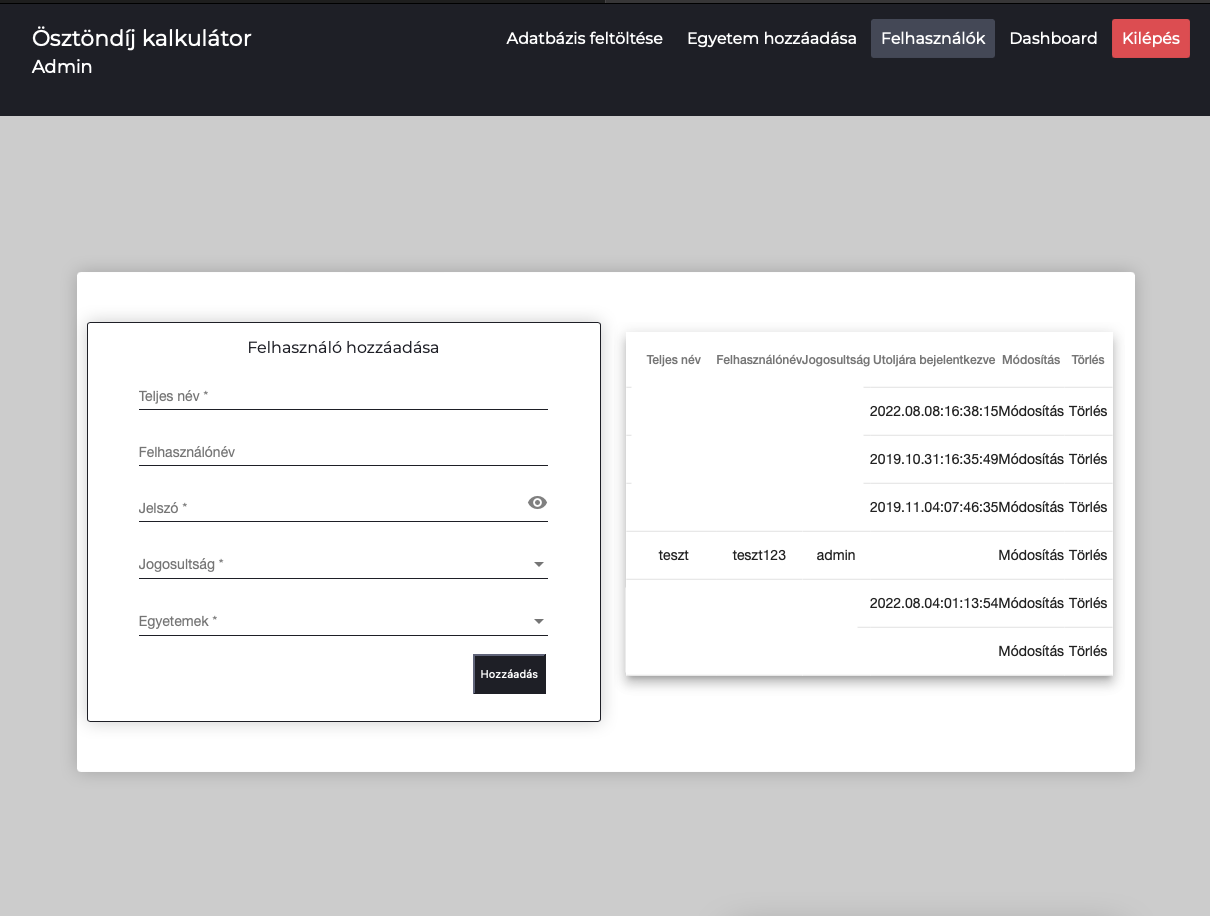 Ösztöndíj kalkulátor
Admin
Adatbázis feltöltése Egyetem hozzáadása Felhasználók Dashboard Kilépés
Felhasználó hozzáadása
Teljes név *
Felhasználónév
Jelszó *
Jogosultság *
Egyetemek *
Hozzáadás
Teljes név Felhasználónév Jogosultság Utoljára bejelentkezve Módosítás Törlés
2022.08.08:16:38:15 Módosítás Törlés
2019.10.31:16:35:49 Módosítás Törlés
2019.11.04:07:46:35 Módosítás Törlés
teszt teszt123 admin Módosítás Törlés
2022.08.04:01:13:54 Módosítás Törlés
Módosítás Törlés